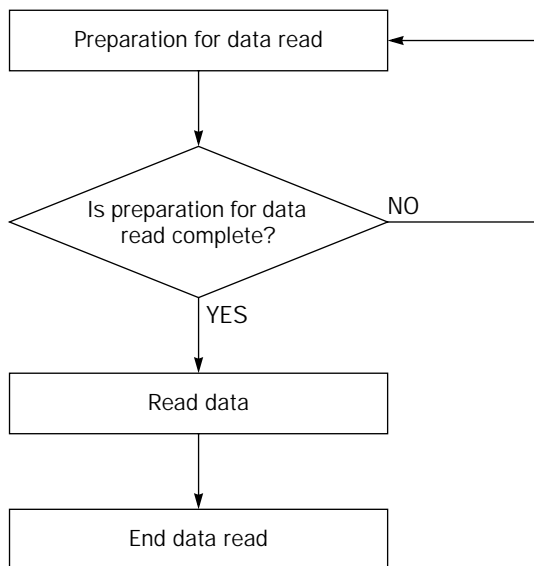 Preparation for data read
Is preparation for data
read complete?
NO
YES
Read data
End data read